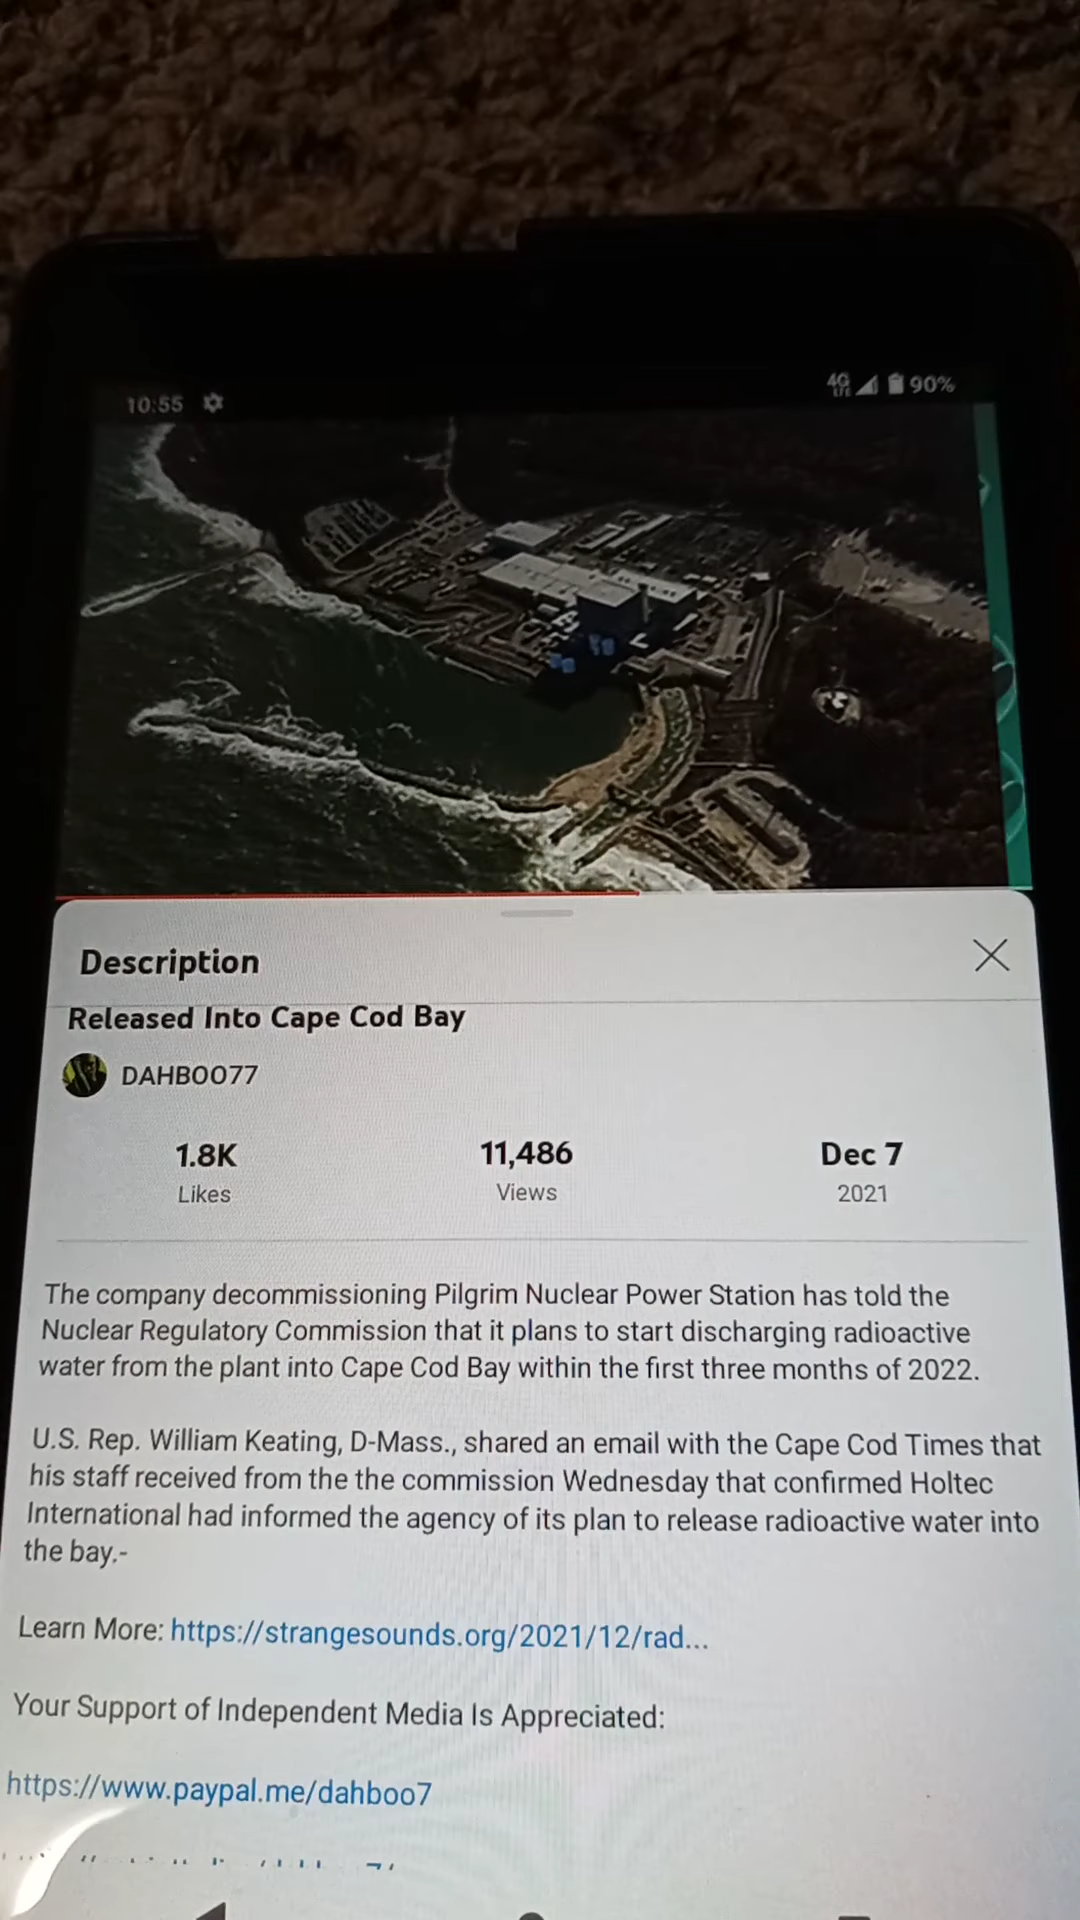 10:55
4G LTE 90%
Description
Released Into Cape Cod Bay
DAHBOO77
1.8K
11,486
Dec 7
Likes
Views
2021
The company decommissioning Pilgrim Nuclear Power Station has told the
Nuclear Regulatory Commission that it plans to start discharging radioactive
water from the plant into Cape Cod Bay within the first three months of 2022.
U.S. Rep. William Keating, D-Mass., shared an email with the Cape Cod Times that
his staff received from the the commission Wednesday that confirmed Holtec
International had informed the agency of its plan to release radioactive water into
the bay.-
Learn More: https://strangesounds.org/2021/12/rad...
Your Support of Independent Media Is Appreciated:
https://www.paypal.me/dahboo7